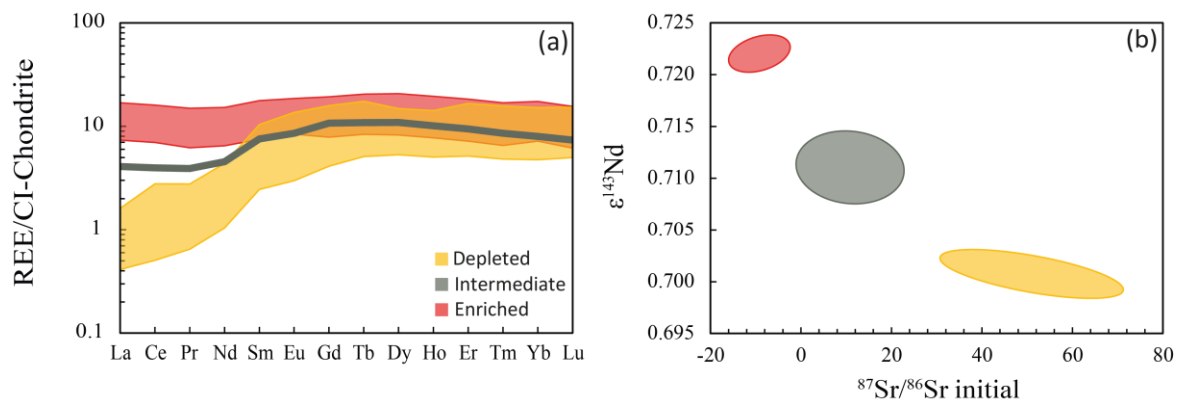 REE/CI-Chondrite
100
10
1
0.1
(a)
Depleted
Intermediate
Enriched
La Ce Pr Nd Sm Eu Gd Tb Dy Ho Er Tm Yb Lu
ε¹⁴³Nd
0.725
0.720
0.715
0.710
0.705
0.700
0.695
(b)
-20 0 20 40 60 80
⁸⁷Sr/⁸⁶Sr initial